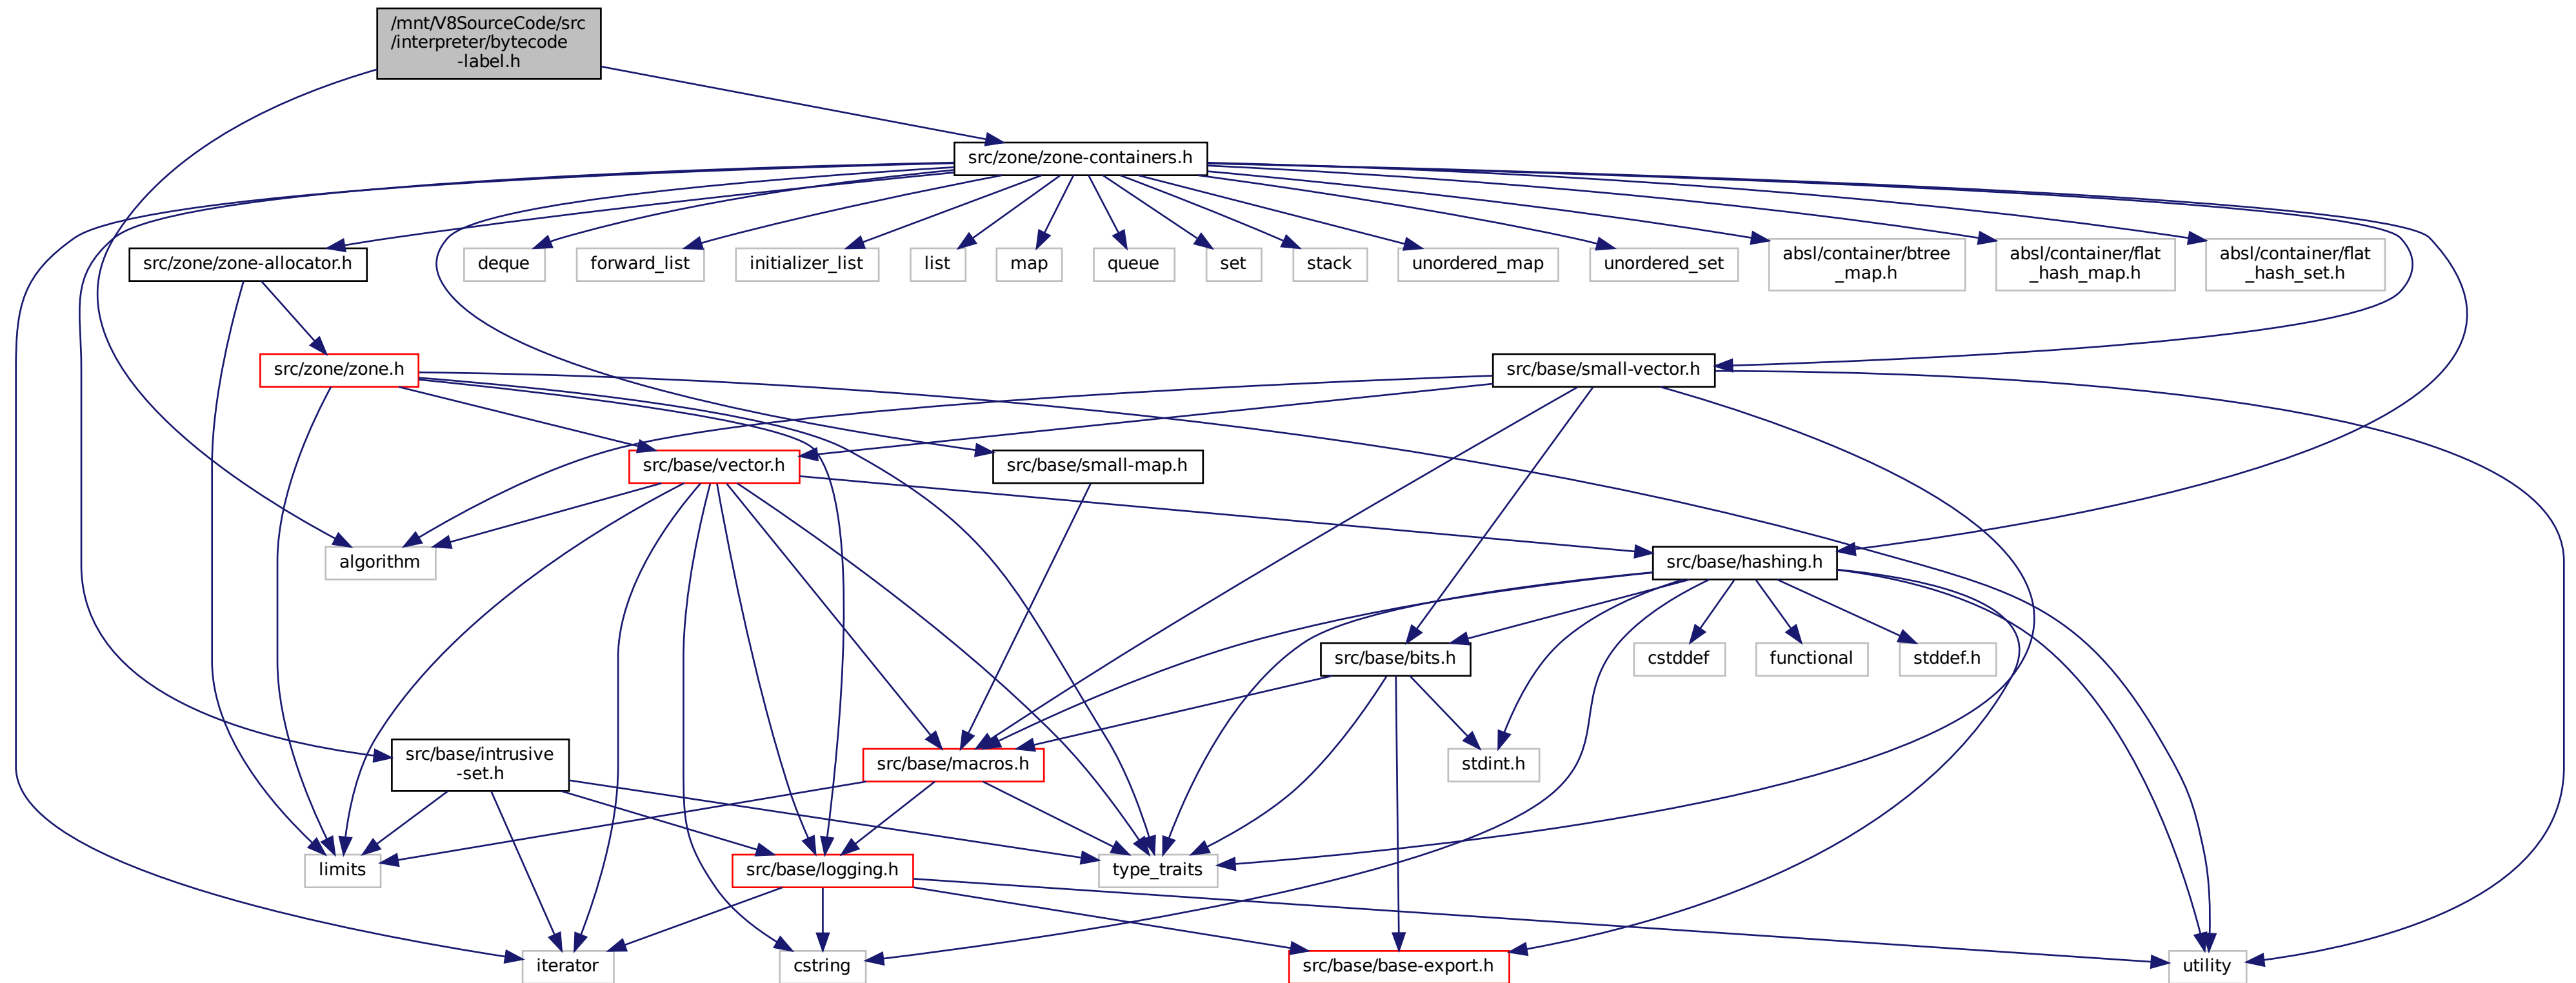 /mnt/V8SourceCode/src
/interpreter/bytecode
-label.h
src/zone/zone-containers.h
src/zone/zone-allocator.h
deque
forward_list
initializer_list
list
map
queue
set
stack
unordered_map
unordered_set
absl/container/btree
_map.h
absl/container/flat
_hash_map.h
absl/container/flat
_hash_set.h
src/zone/zone.h
src/base/small-vector.h
src/base/vector.h
src/base/small-map.h
algorithm
src/base/hashing.h
src/base/bits.h
cstddef
functional
stddef.h
src/base/intrusive
-set.h
src/base/macros.h
stdint.h
limits
src/base/logging.h
type_traits
iterator
cstring
src/base/base-export.h
utility